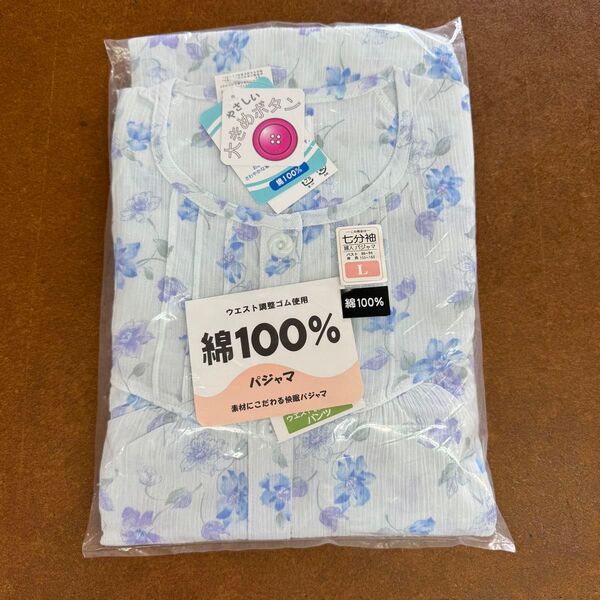 やさしい
大きめボタン
綿100%
七分袖
婦人パジャマ
L
綿100%
ウエスト調整ゴム使用
綿100%
パジャマ
素材にこだわる快眠パジャマ
パンツ